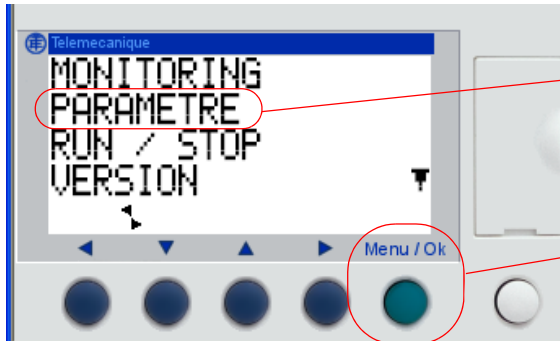 Telemecanique
MONITORING
PARAMETRE
RUN / STOP
VERSION
Menu / Ok